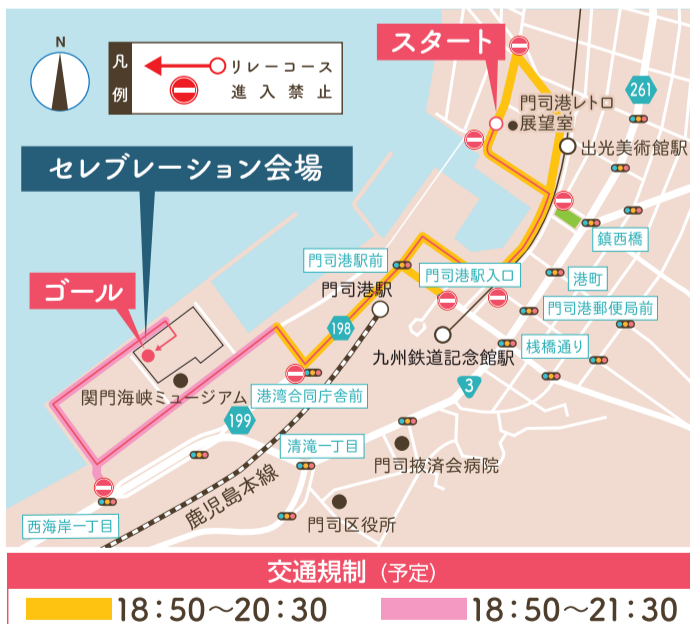 スタート
N
凡例
リレーコース
進入禁止
261
門司港レトロ
展望室
出光美術館駅
セレブレーション会場
鎮西橋
門司港駅前
門司港駅入口
港町
ゴール
門司港駅
門司港郵便局前
198
九州鉄道記念館駅
桟橋通り
関門海峡ミュージアム
港湾合同庁舎前
3
199
清滝一丁目
門司掖済会病院
鹿児島本線
西海岸一丁目
門司区役所
交通規制(予定)
18:50〜20:30
18:50〜21:30